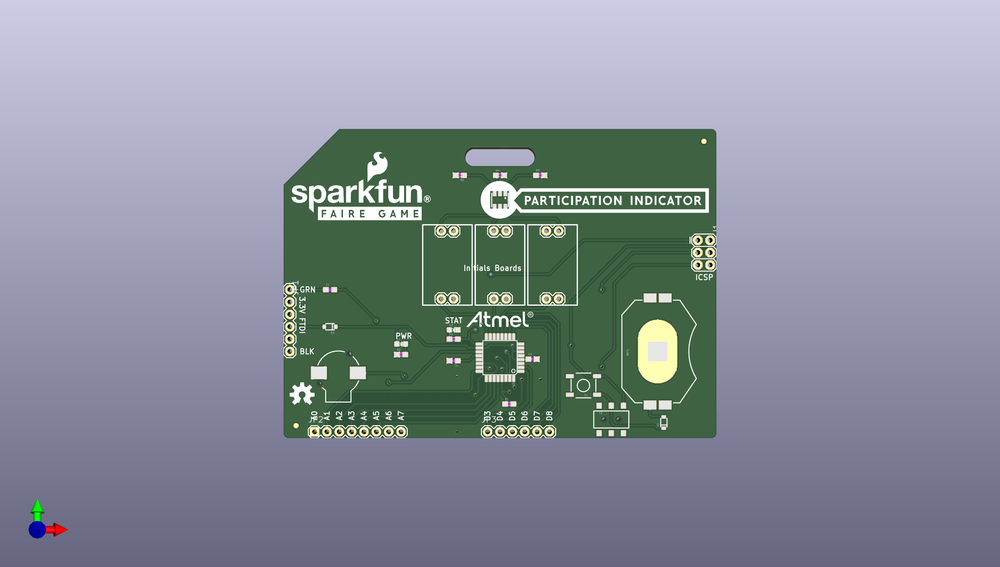 sparkfun®
FAIRE GAME
PARTICIPATION INDICATOR
Initials Boards
ICSP
GRN
3.3V FTDI
BLK
STAT
Atmel®
PWR
A0
A1
A2
A3
A4
A5
A6
A7
D3
D4
D5
D6
D7
D8